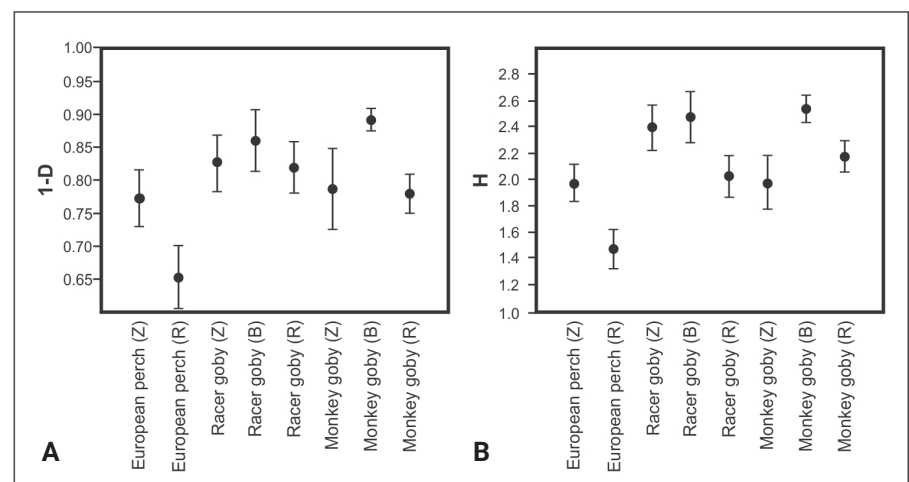 1.00
0.95
0.90
0.85
0.80
0.75
0.70
0.65
1-D
European perch (Z)
European perch (R)
Racer goby (Z)
Racer goby (B)
Racer goby (R)
Monkey goby (Z)
Monkey goby (B)
Monkey goby (R)
A
2.8
2.6
2.4
2.2
2.0
1.8
1.6
1.4
1.2
1.0
H
European perch (Z)
European perch (R)
Racer goby (Z)
Racer goby (B)
Racer goby (R)
Monkey goby (Z)
Monkey goby (B)
Monkey goby (R)
B